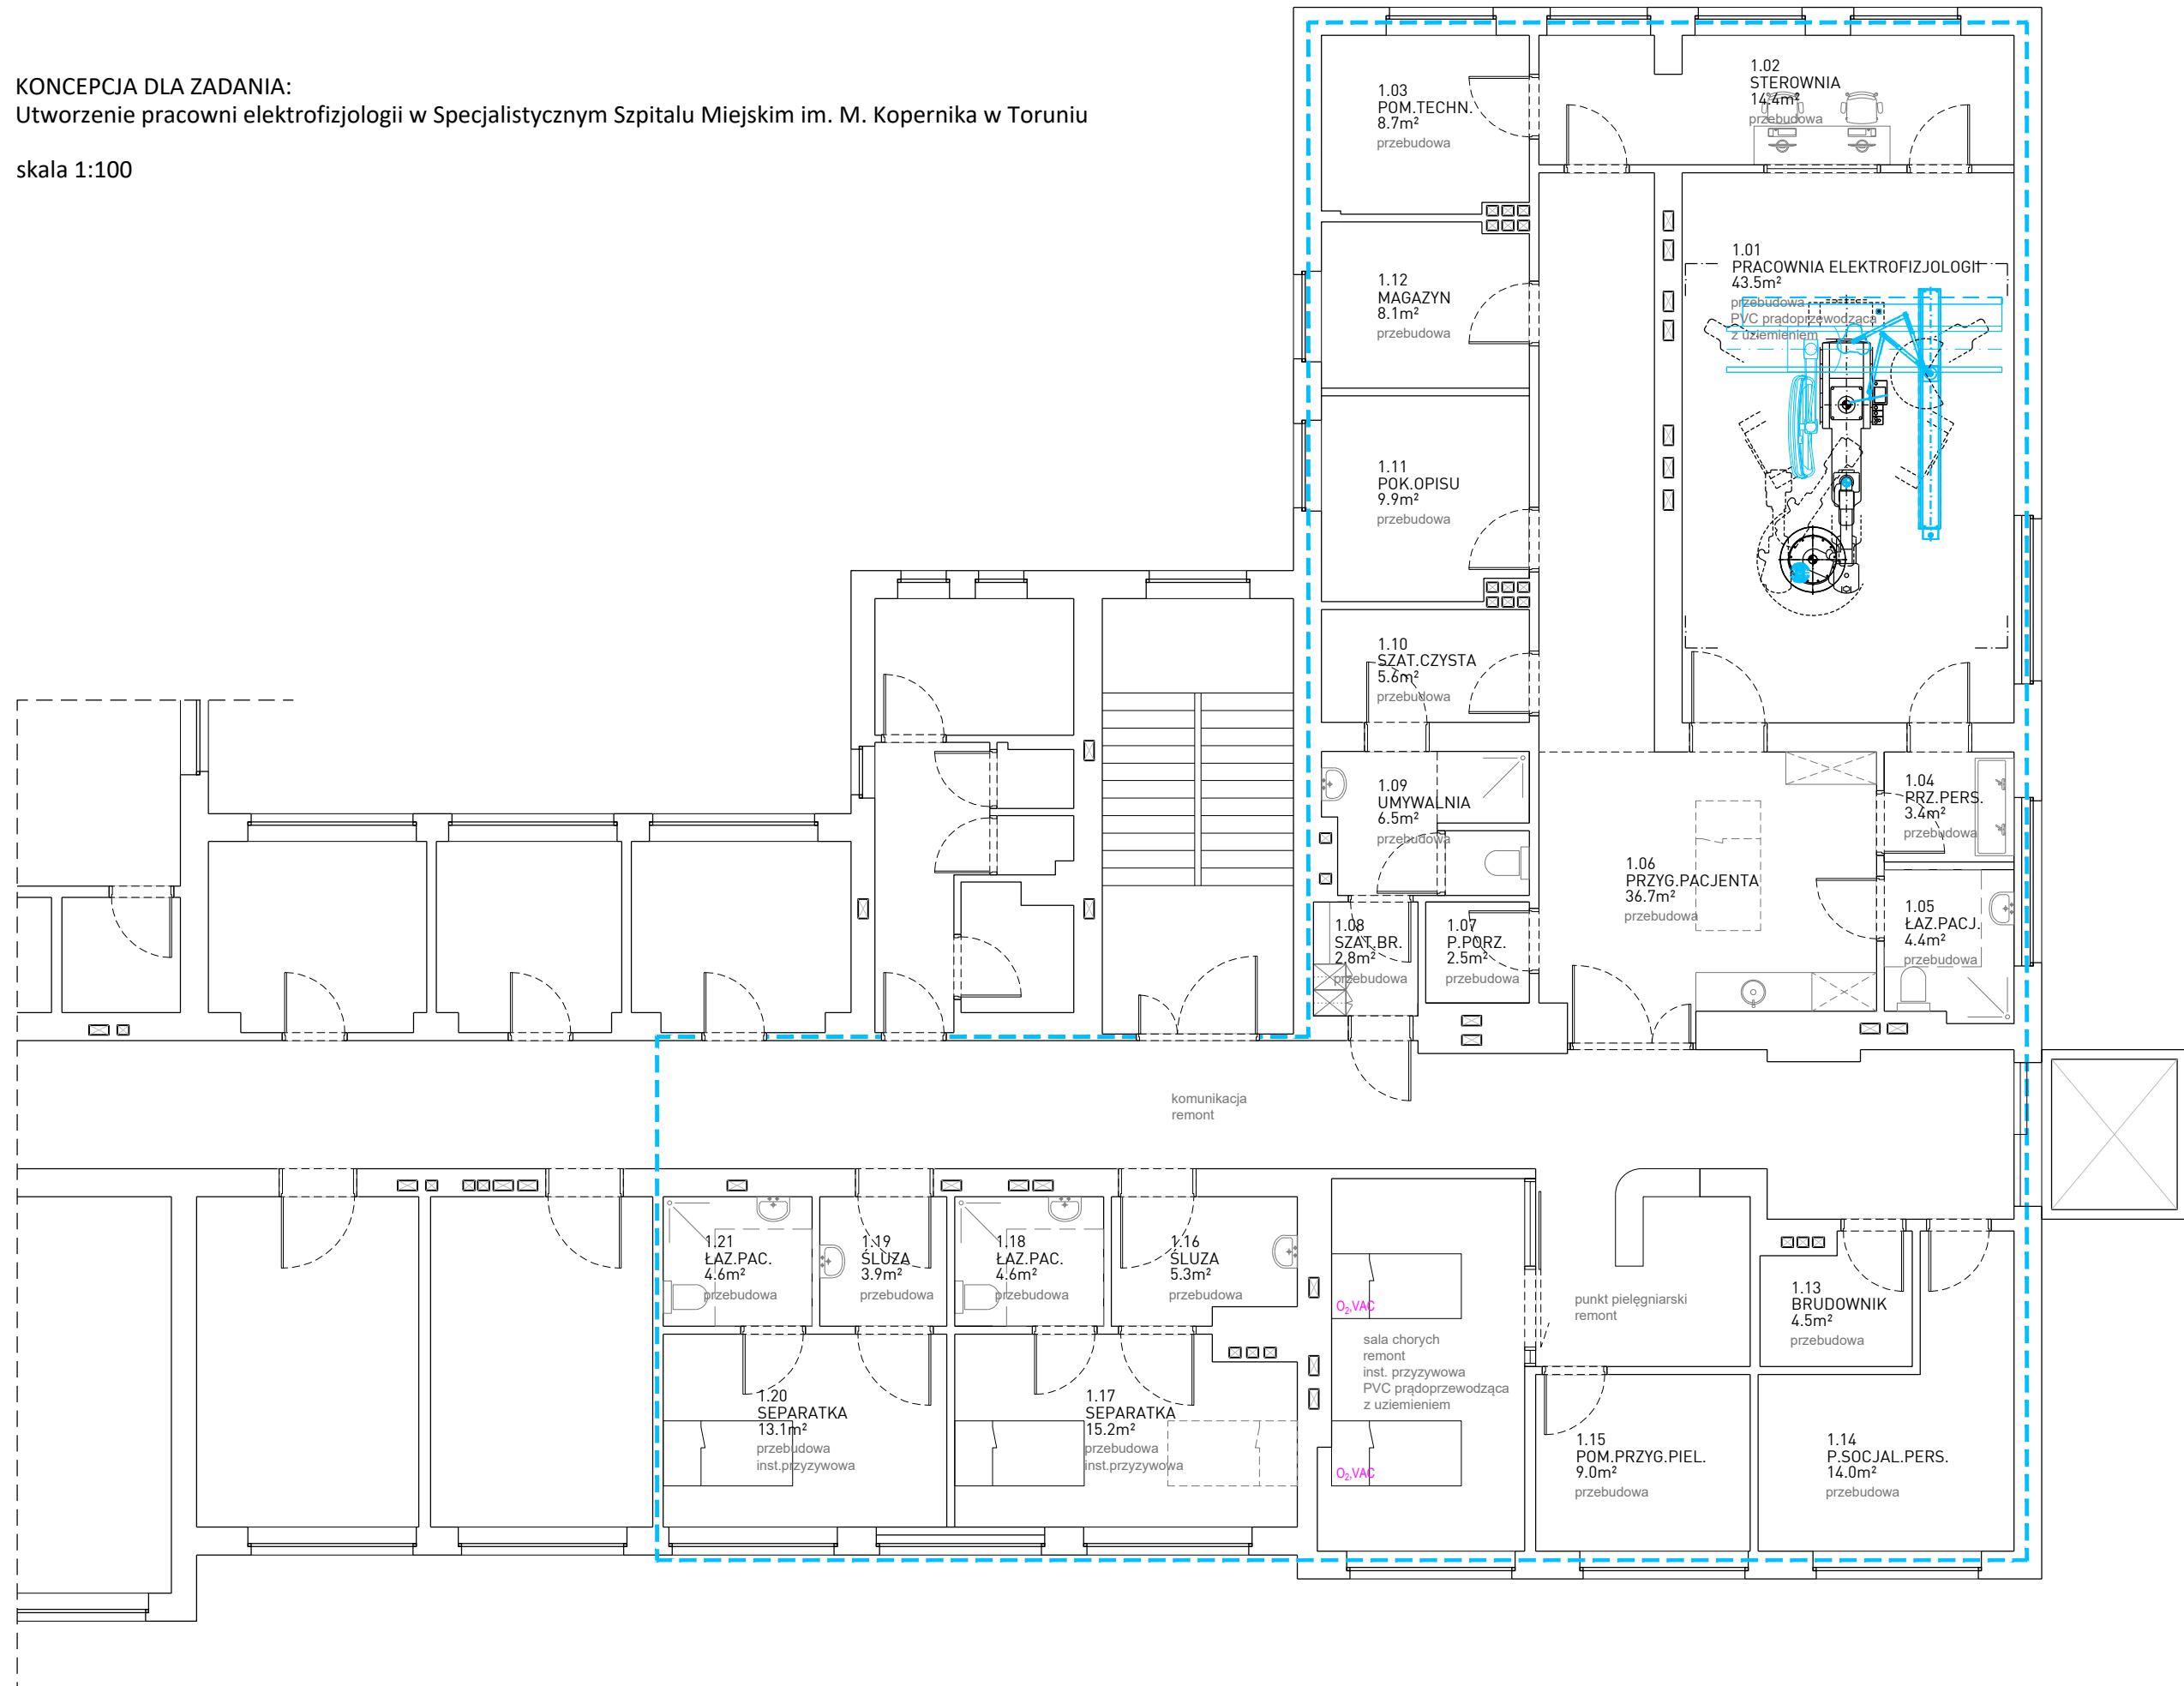 KONCEPCJA DLA ZADANIA:
Utworzenie pracowni elektrofizjologii w Specjalistycznym Szpitalu Miejskim im. M. Kopernika w Toruniu
skala 1:100
1.03
POM.TECHN.
8.7m²
przebudowa
1.02
STEROWNIA
14.4m²
przebudowa
1.12
MAGAZYN
8.1m²
przebudowa
1.01
PRACOWNIA ELEKTROFIZJOLOGII
43.5m²
przebudowa
PVC prądoprzewodząca
z uziemieniem
1.11
POK.OPISU
9.9m²
przebudowa
1.10
SZAT.CZYSTA
5.6m²
przebudowa
1.09
UMYWALNIA
6.5m²
przebudowa
1.04
PRZ.PERS.
3.4m²
przebudowa
1.06
PRZYG.PACJENTA
36.7m²
przebudowa
1.05
ŁAZ.PACJ.
4.4m²
przebudowa
1.08
SZAT.BR.
2.8m²
przebudowa
1.07
P.PORZ.
2.5m²
przebudowa
komunikacja
remont
1.21
ŁAZ.PAC.
4.6m²
przebudowa
1.19
ŚLUZA
3.9m²
przebudowa
1.18
ŁAZ.PAC.
4.6m²
przebudowa
1.16
ŚLUZA
5.3m²
przebudowa
O₂,VAC
sala chorych
remont
inst. przyzywowa
PVC prądoprzewodząca
z uziemieniem
O₂,VAC
punkt pielęgniarski
remont
1.13
BRUDOWNIK
4.5m²
przebudowa
1.20
SEPARATKA
13.1m²
przebudowa
inst.przyzywowa
1.17
SEPARATKA
15.2m²
przebudowa
inst.przyzywowa
1.15
POM.PRZYG.PIEL.
9.0m²
przebudowa
1.14
P.SOCJAL.PERS.
14.0m²
przebudowa